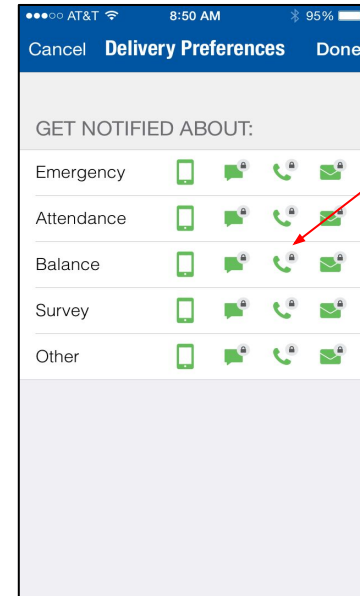 AT&T 8:50 AM 95%
Cancel Delivery Preferences Done
GET NOTIFIED ABOUT:
Emergency
Attendance
Balance
Survey
Other